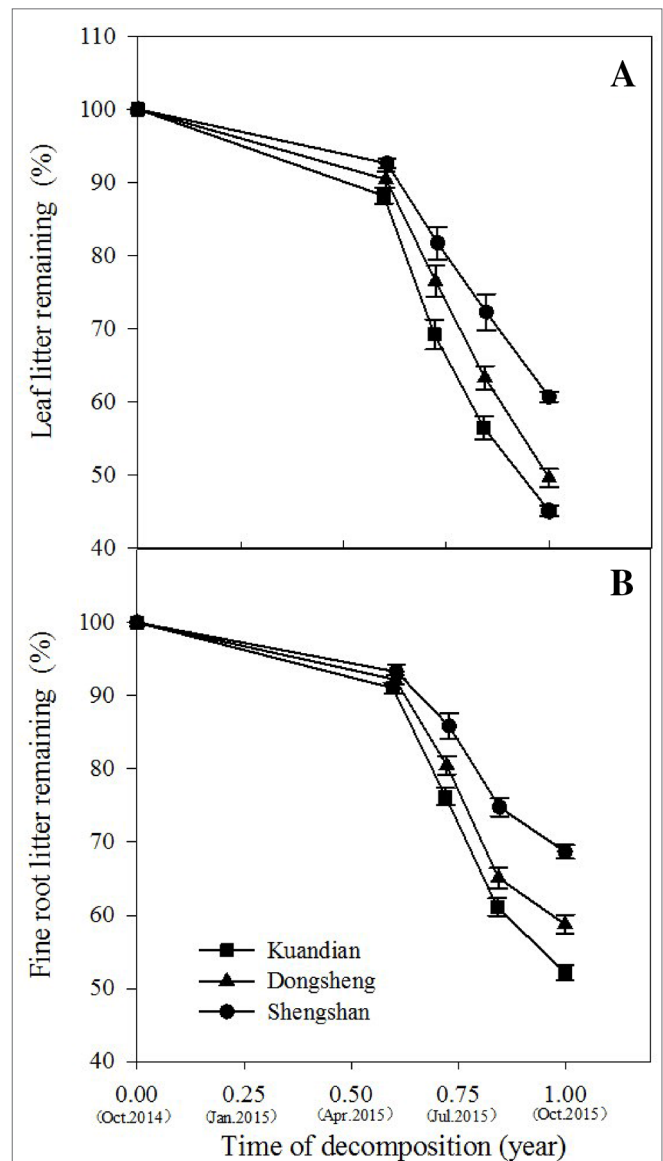 110
A
100
90
80
70
60
50
40
Leaf litter remaining (%)
B
100
90
80
70
60
50
40
Fine root litter remaining (%)
Kuandian
Dongsheng
Shengshan
0.00 0.25 0.50 0.75 1.00
(Oct.2014) (Jan.2015) (Apr.2015) (Jul.2015) (Oct.2015)
Time of decomposition (year)